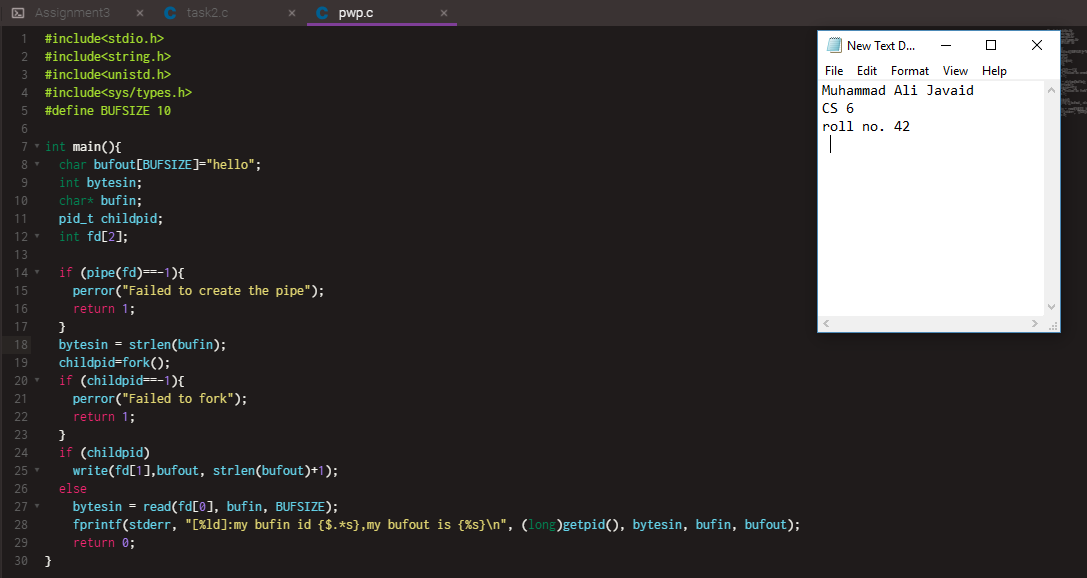 Assignment3 × task2.c × pwp.c ×
1 #include<stdio.h>
2 #include<string.h>
3 #include<unistd.h>
4 #include<sys/types.h>
5 #define BUFSIZE 10
6
7 int main(){
8 char bufout[BUFSIZE]="hello";
9 int bytesin;
10 char* bufin;
11 pid_t childpid;
12 int fd[2];
13
14 if (pipe(fd)==-1){
15 perror("Failed to create the pipe");
16 return 1;
17 }
18 bytesin = strlen(bufin);
19 childpid=fork();
20 if (childpid==-1){
21 perror("Failed to fork");
22 return 1;
23 }
24 if (childpid)
25 write(fd[1],bufout, strlen(bufout)+1);
26 else
27 bytesin = read(fd[0], bufin, BUFSIZE);
28 fprintf(stderr, "[%ld]:my bufin id {$.*s},my bufout is {%s}\n", (long)getpid(), bytesin, bufin, bufout);
29 return 0;
30 }
New Text D...
File Edit Format View Help
Muhammad Ali Javaid
CS 6
roll no. 42